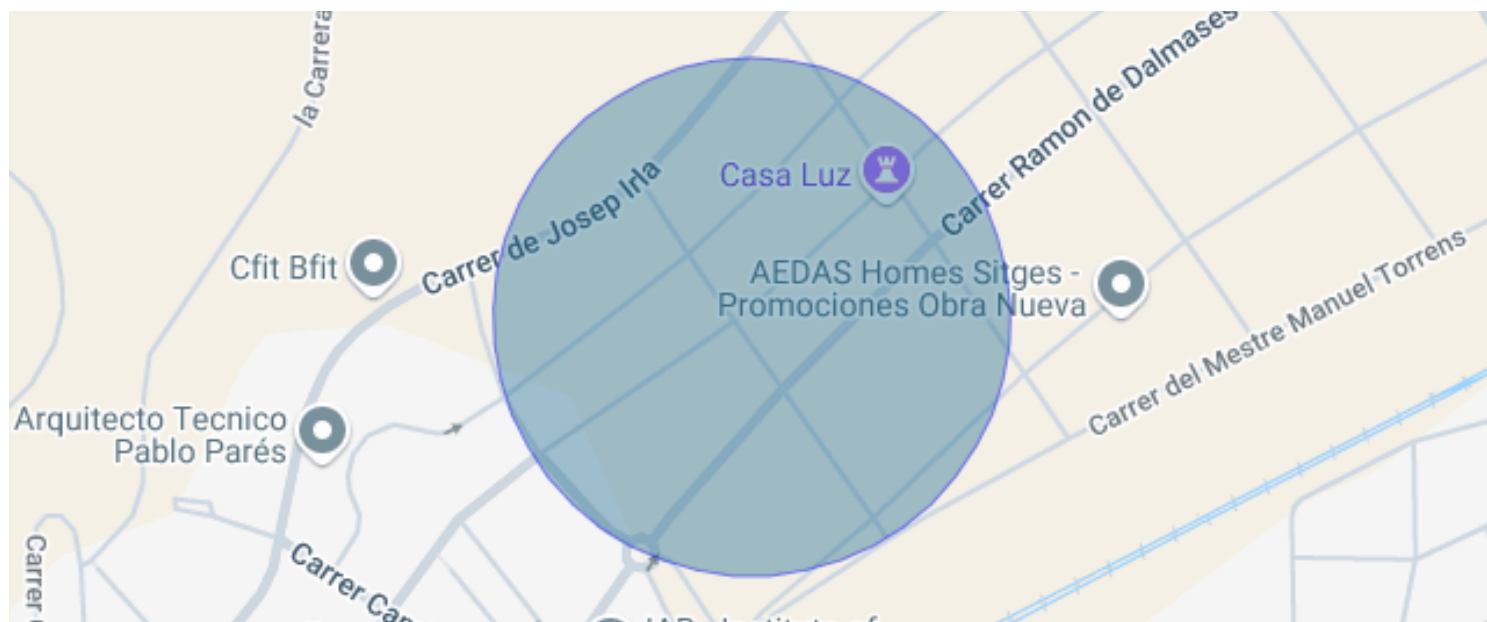 la Carrera
Carrer Ramon de Dalmases
Casa Luz
Carrer de Josep Irla
Cfit Bfit
AEDAS Homes Sitges -
Promociones Obra Nueva
Carrer del Mestre Manuel Torrens
Arquitecto Tecnico
Pablo Parés
Carrer
Carrer